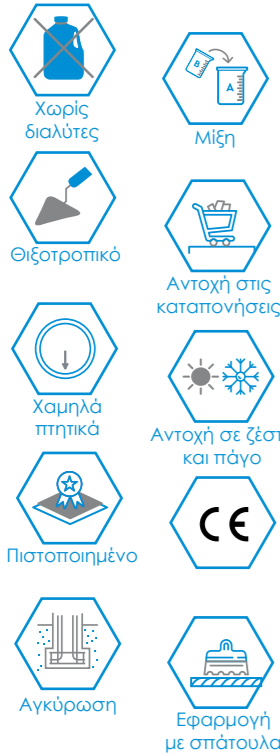 Χωρίς
διαλύτες
B
A
Μίξη
Θιξοτροπικό
Αντοχή στις
καταπονήσεις
Χαμηλά
πτητικά
Αντοχή σε ζέστ
και πάγο
Πιστοποιημένο
CE
Αγκύρωση
Εφαρμογή
με σπάτουλα